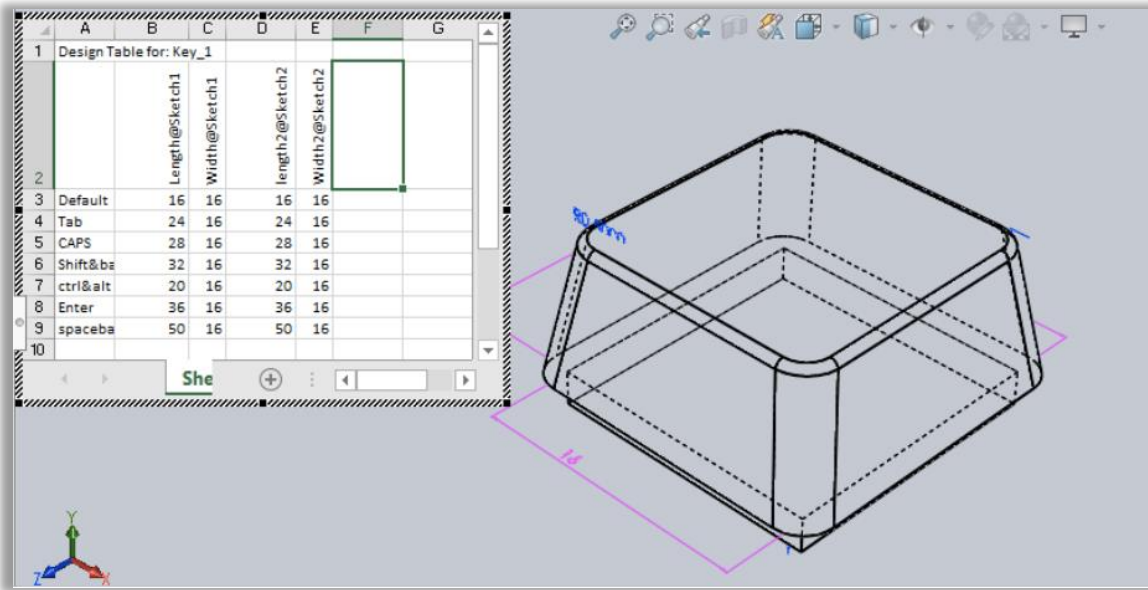 A B C D E F G
1 Design Table for: Key_1
2 Length@Sketch1 Width@Sketch1 length2@Sketch2 Width2@Sketch2
3 Default 16 16 16 16
4 Tab 24 16 24 16
5 CAPS 28 16 28 16
6 Shift&ba 32 16 32 16
7 ctrl&alt 20 16 20 16
8 Enter 36 16 36 16
9 spaceba 50 16 50 16
10
She
16
Y
Z X